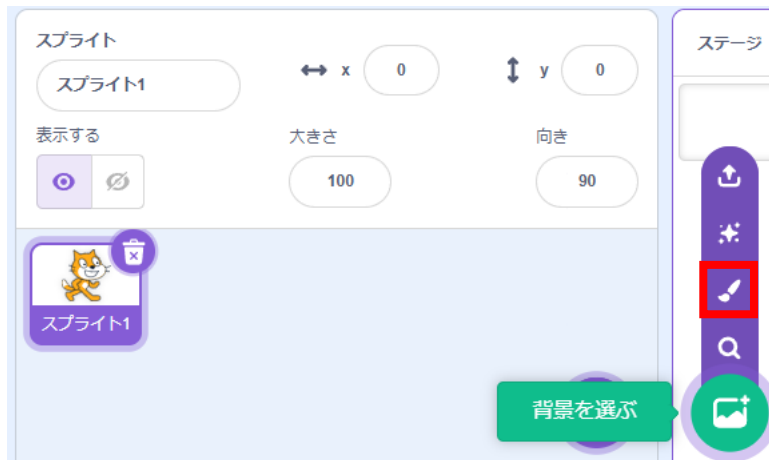 スプライト
スプライト1
x 0
y 0
ステージ
表示する
大きさ
100
向き
90
スプライト1
背景を選ぶ